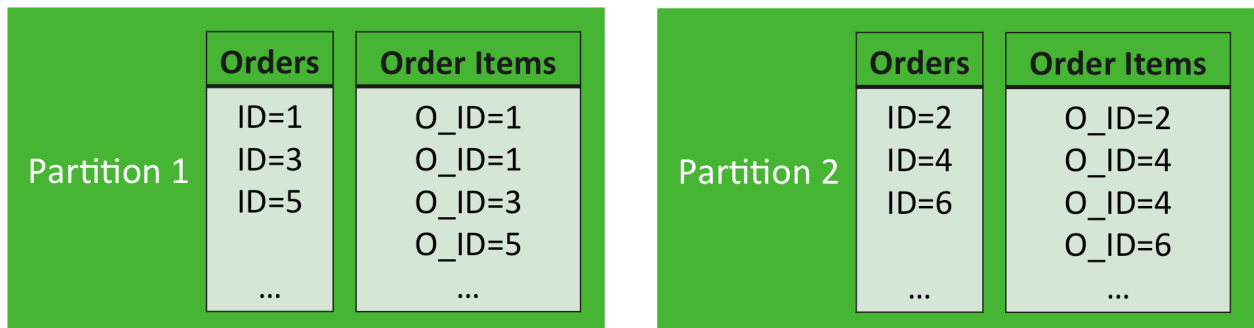 Partition 1
Orders
ID=1
ID=3
ID=5
...
Order Items
O_ID=1
O_ID=1
O_ID=3
O_ID=5
...
Partition 2
Orders
ID=2
ID=4
ID=6
...
Order Items
O_ID=2
O_ID=4
O_ID=4
O_ID=6
...